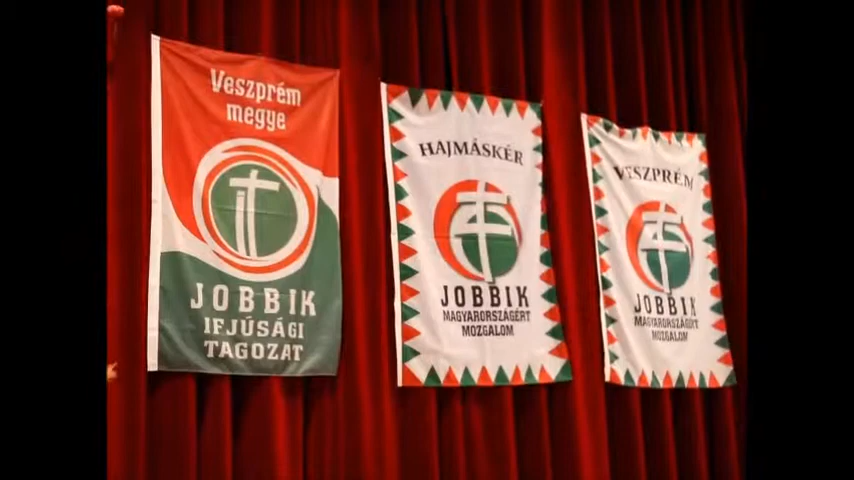 Veszprém
megye
JOBBIK
IFJÚSÁGI
TAGOZAT
HAJMÁSKÉR
JOBBIK
MAGYARORSZÁGÉRT
MOZGALOM
VESZPRÉM
JOBBIK
MAGYARORSZÁGÉRT
MOZGALOM